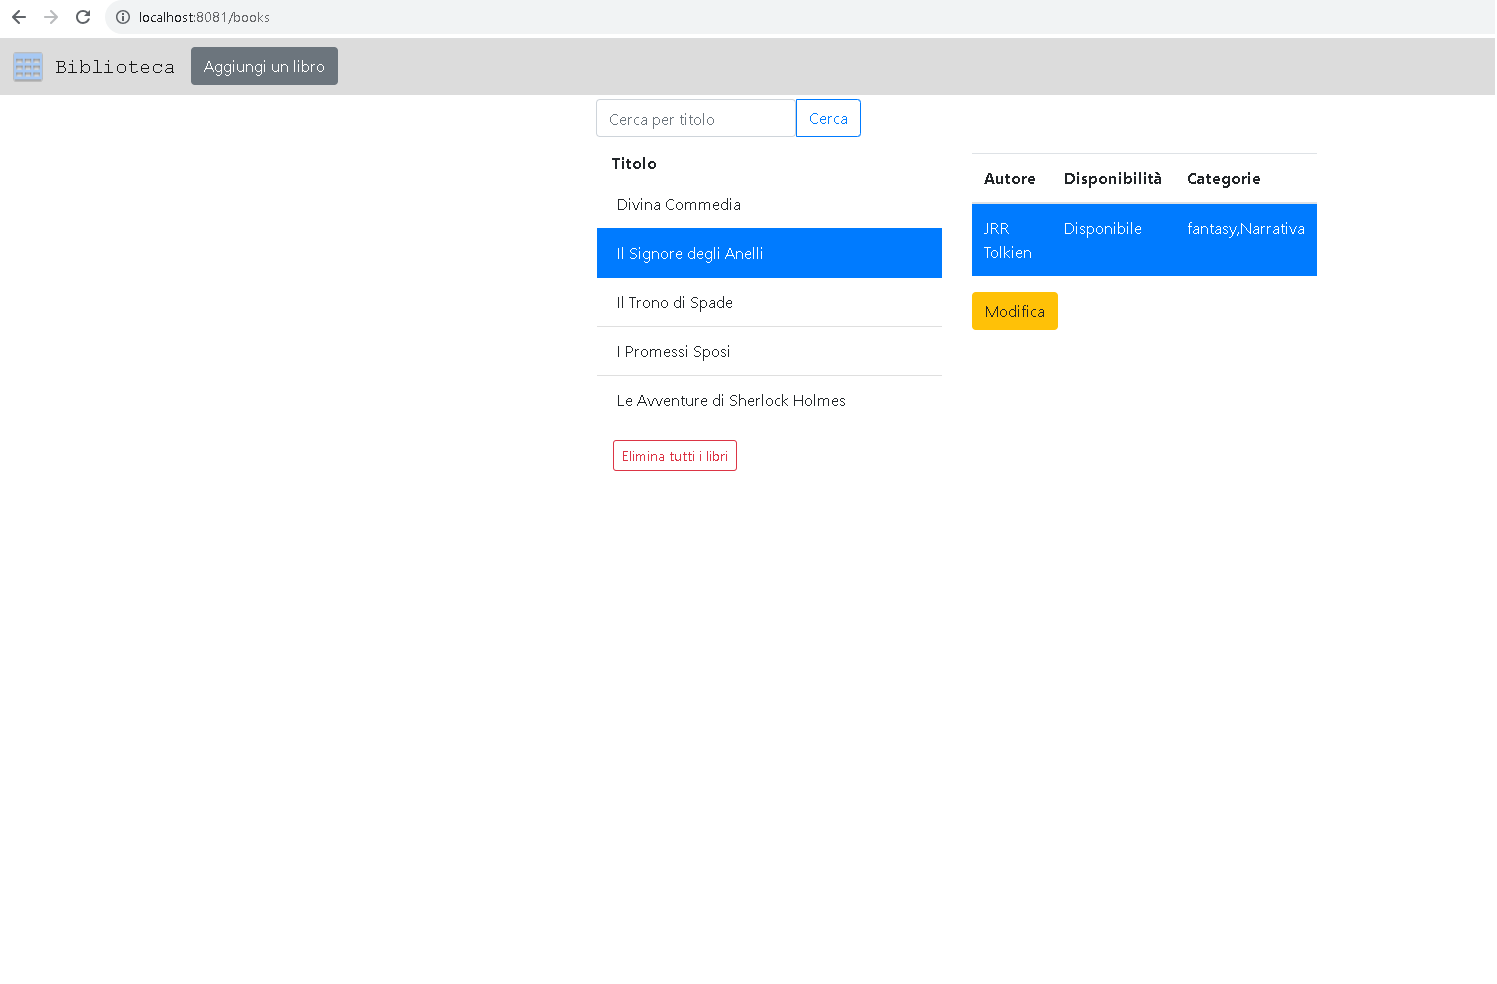 localhost:8081/books
Biblioteca
Aggiungi un libro
Cerca per titolo
Cerca
Titolo
Divina Commedia
Il Signore degli Anelli
Il Trono di Spade
I Promessi Sposi
Le Avventure di Sherlock Holmes
Elimina tutti i libri
Autore Disponibilità Categorie
JRR Disponibile fantasy,Narrativa
Tolkien
Modifica